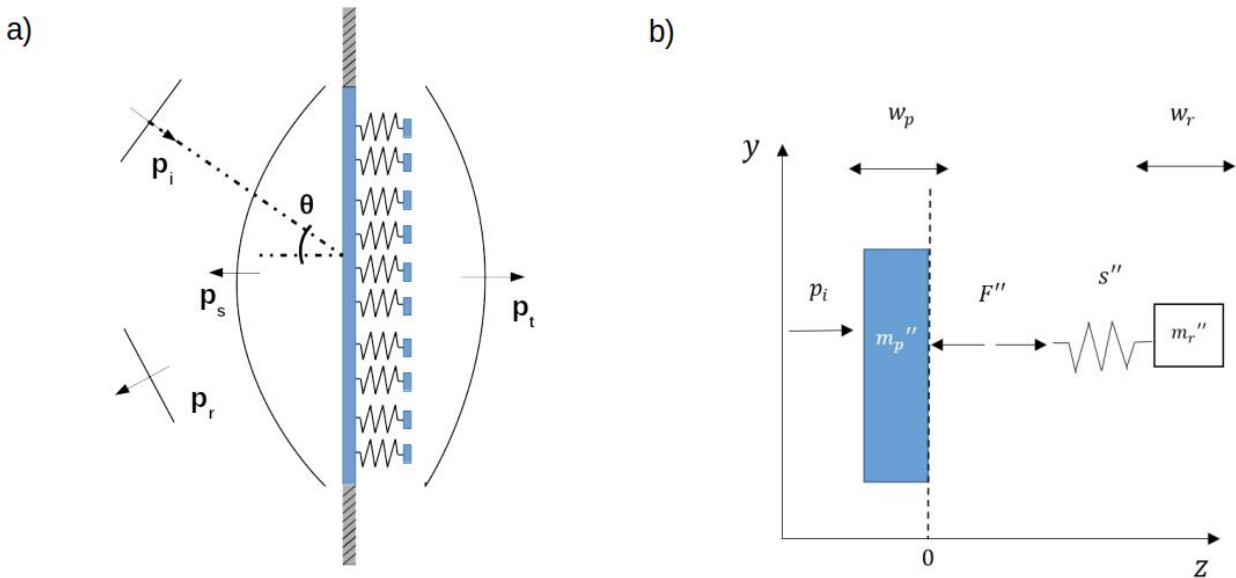 a)
p_i
θ
p_s
p_t
p_r
b)
w_p
w_r
y
p_i
F''
s''
m_p''
m_r''
0
z